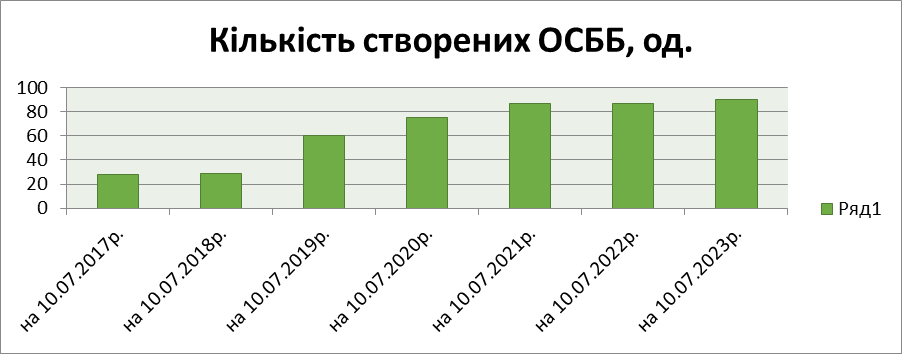 Кількість створених ОСББ, од.
100
80
60
40
20
0
на 10.07.2017р.
на 10.07.2018р.
на 10.07.2019р.
на 10.07.2020р.
на 10.07.2021р.
на 10.07.2022р.
на 10.07.2023р.
Ряд1